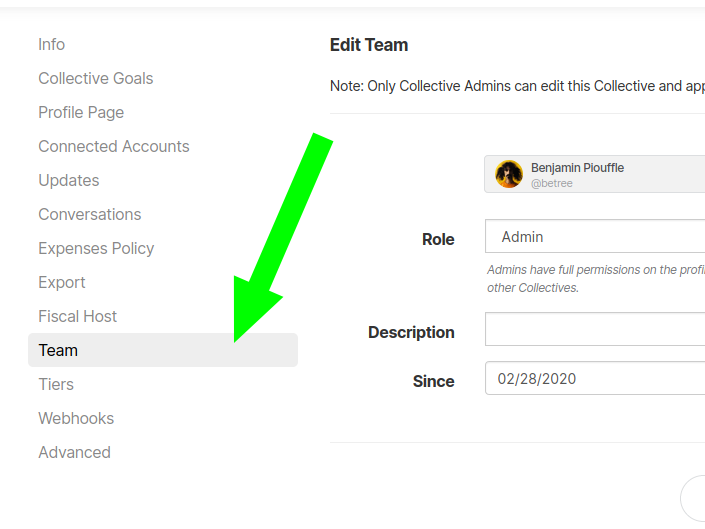 Info
Collective Goals
Profile Page
Connected Accounts
Updates
Conversations
Expenses Policy
Export
Fiscal Host
Team
Tiers
Webhooks
Advanced
Edit Team
Note: Only Collective Admins can edit this Collective and app
Benjamin Piouffle
@betree
Role
Admin
Admins have full permissions on the profi
other Collectives.
Description
Since
02/28/2020